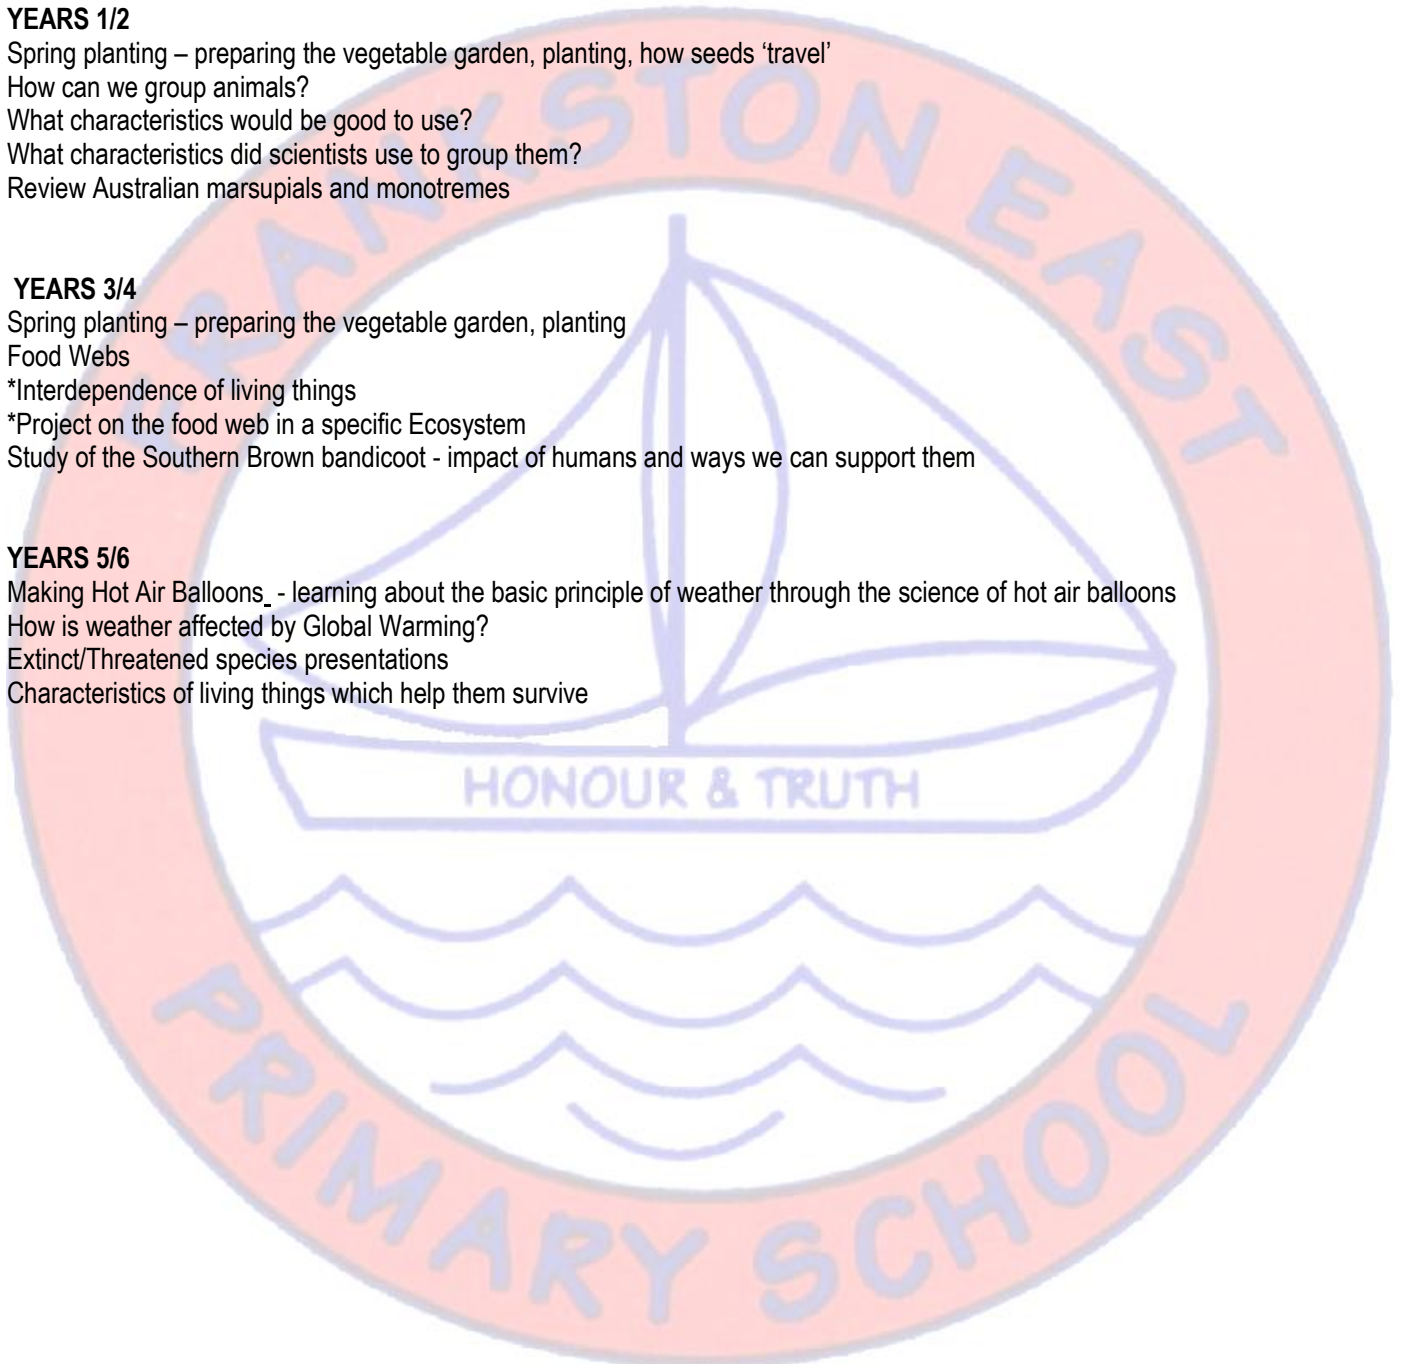 YEARS 1/2
Spring planting – preparing the vegetable garden, planting, how seeds ‘travel’
How can we group animals?
What characteristics would be good to use?
What characteristics did scientists use to group them?
Review Australian marsupials and monotremes
YEARS 3/4
Spring planting – preparing the vegetable garden, planting
Food Webs
*Interdependence of living things
*Project on the food web in a specific Ecosystem
Study of the Southern Brown bandicoot - impact of humans and ways we can support them
YEARS 5/6
Making Hot Air Balloons_ - learning about the basic principle of weather through the science of hot air balloons
How is weather affected by Global Warming?
Extinct/Threatened species presentations
Characteristics of living things which help them survive
FRANKSTON EAST
HONOUR & TRUTH
PRIMARY SCHOOL